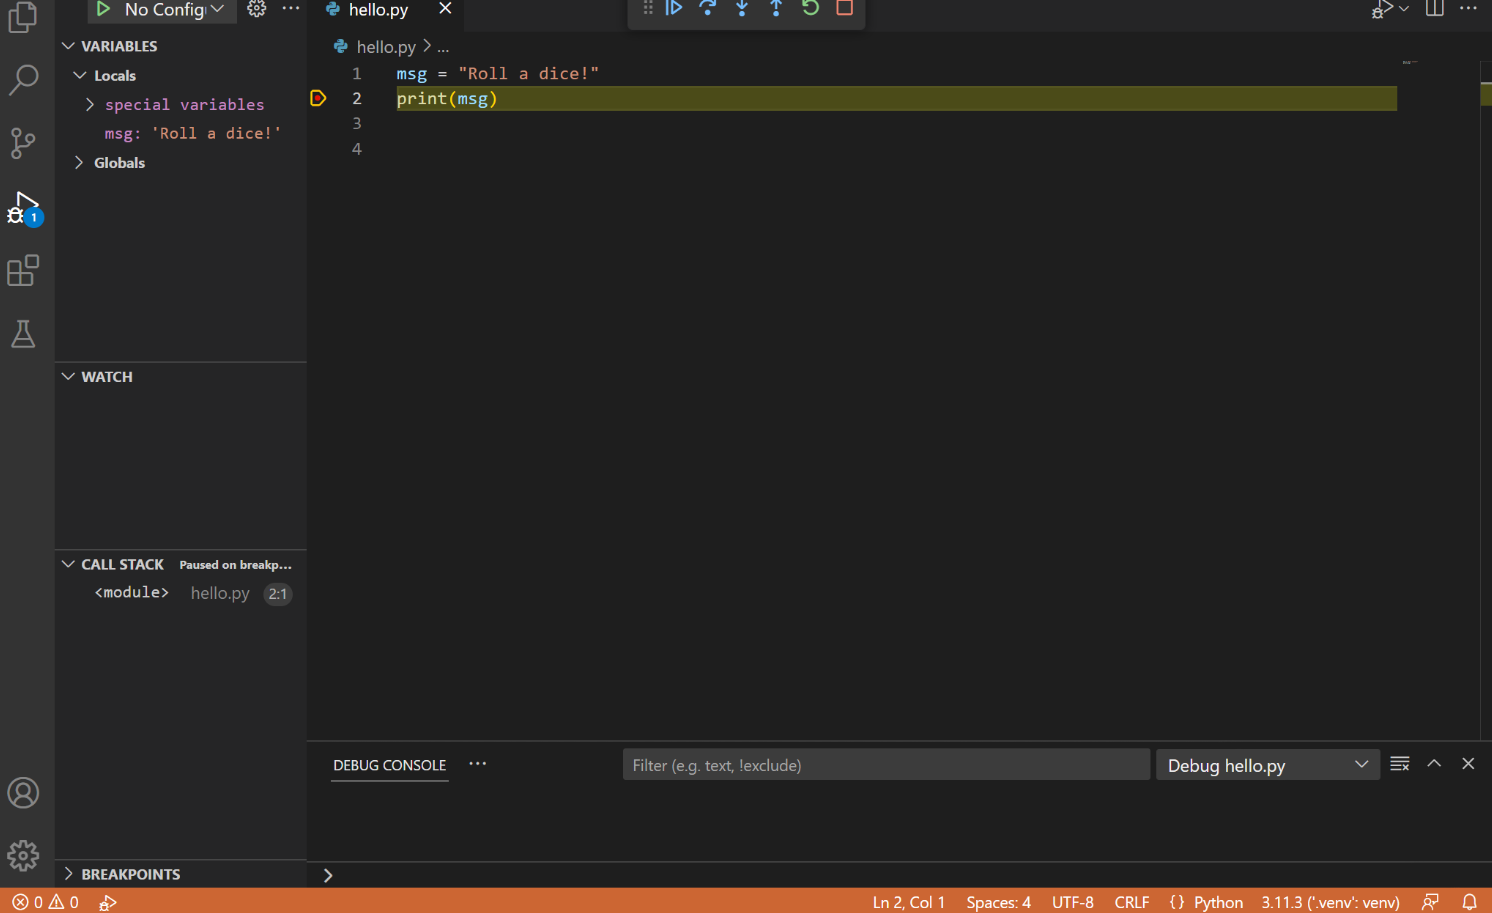 No Config
hello.py
VARIABLES
Locals
special variables
msg: 'Roll a dice!'
Globals
1
WATCH
CALL STACK Paused on breakp...
<module> hello.py 2:1
BREAKPOINTS
hello.py > ...
1 msg = "Roll a dice!"
2 print(msg)
3
4
DEBUG CONSOLE
Filter (e.g. text, !exclude)
Debug hello.py
0 0
Ln 2, Col 1 Spaces: 4 UTF-8 CRLF {} Python 3.11.3 ('.venv': venv)